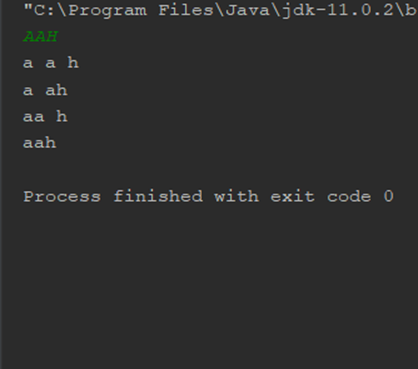 "C:\Program Files\Java\jdk-11.0.2\b
AAH
a a h
a ah
aa h
aah
Process finished with exit code 0